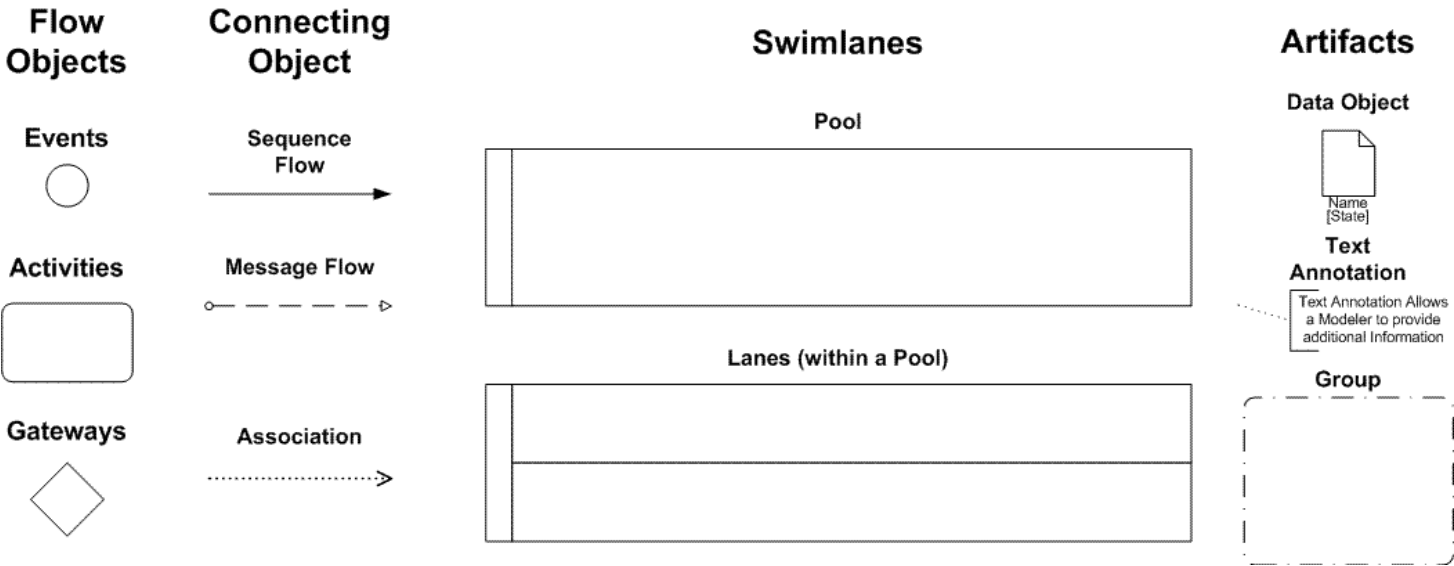 Flow
Objects
Events
Activities
Gateways
Connecting
Object
Sequence
Flow
Message Flow
Association
Swimlanes
Pool
Lanes (within a Pool)
Artifacts
Data Object
Name
[State]
Text
Annotation
Text Annotation Allows
a Modeler to provide
additional Information
Group